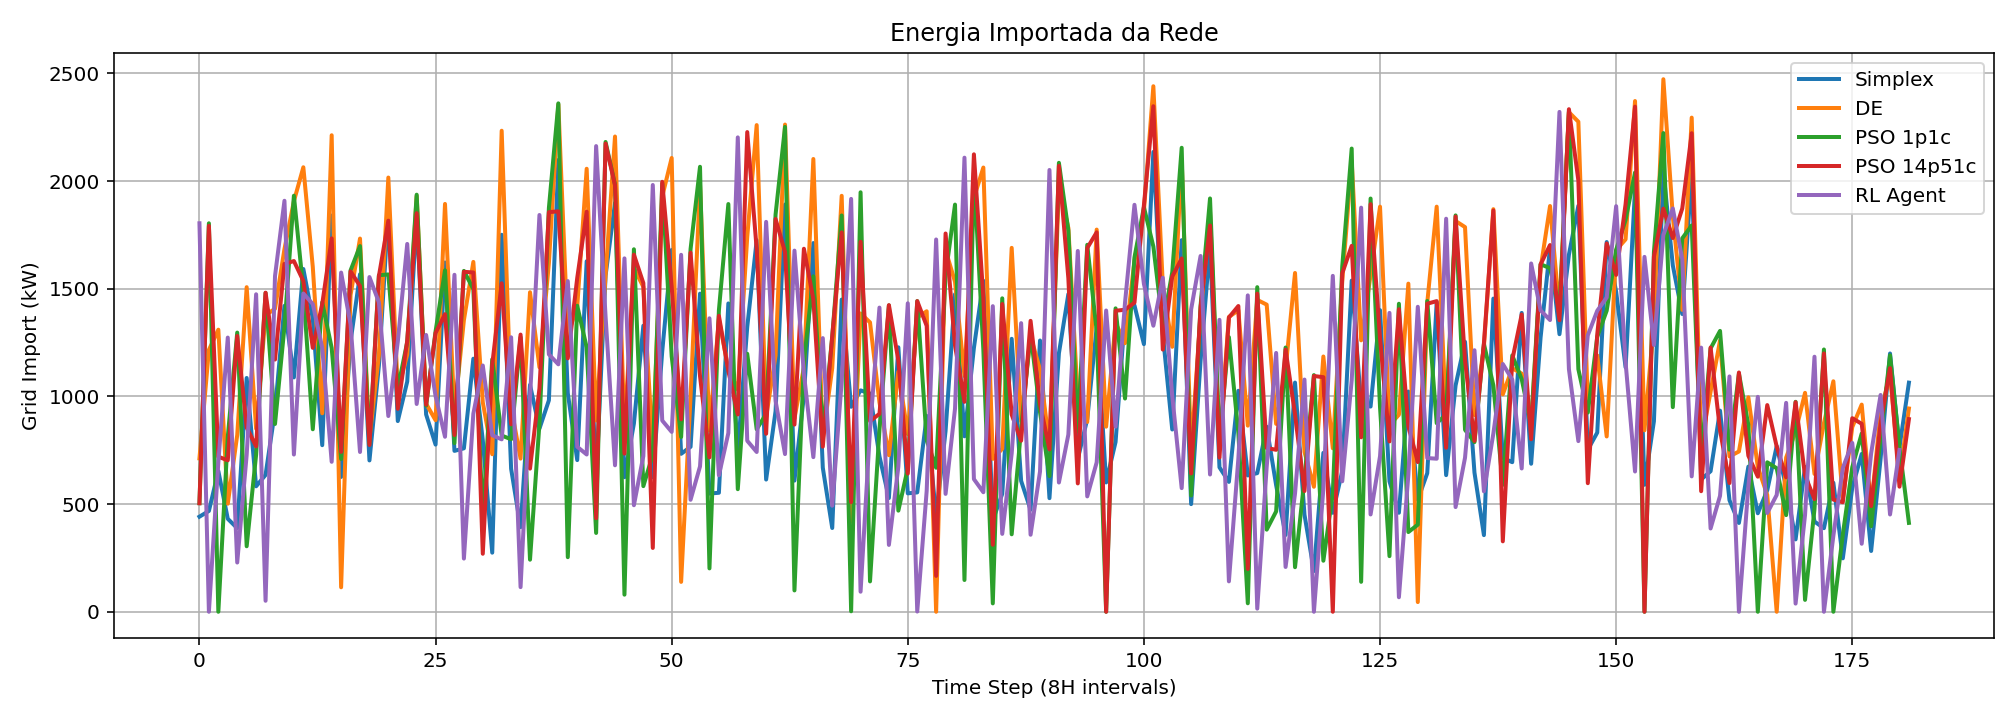 Energia Importada da Rede
Grid Import (kW)
2500
2000
1500
1000
500
0
0
25
50
75
100
125
150
175
Time Step (8H intervals)
Simplex
DE
PSO 1p1c
PSO 14p51c
RL Agent